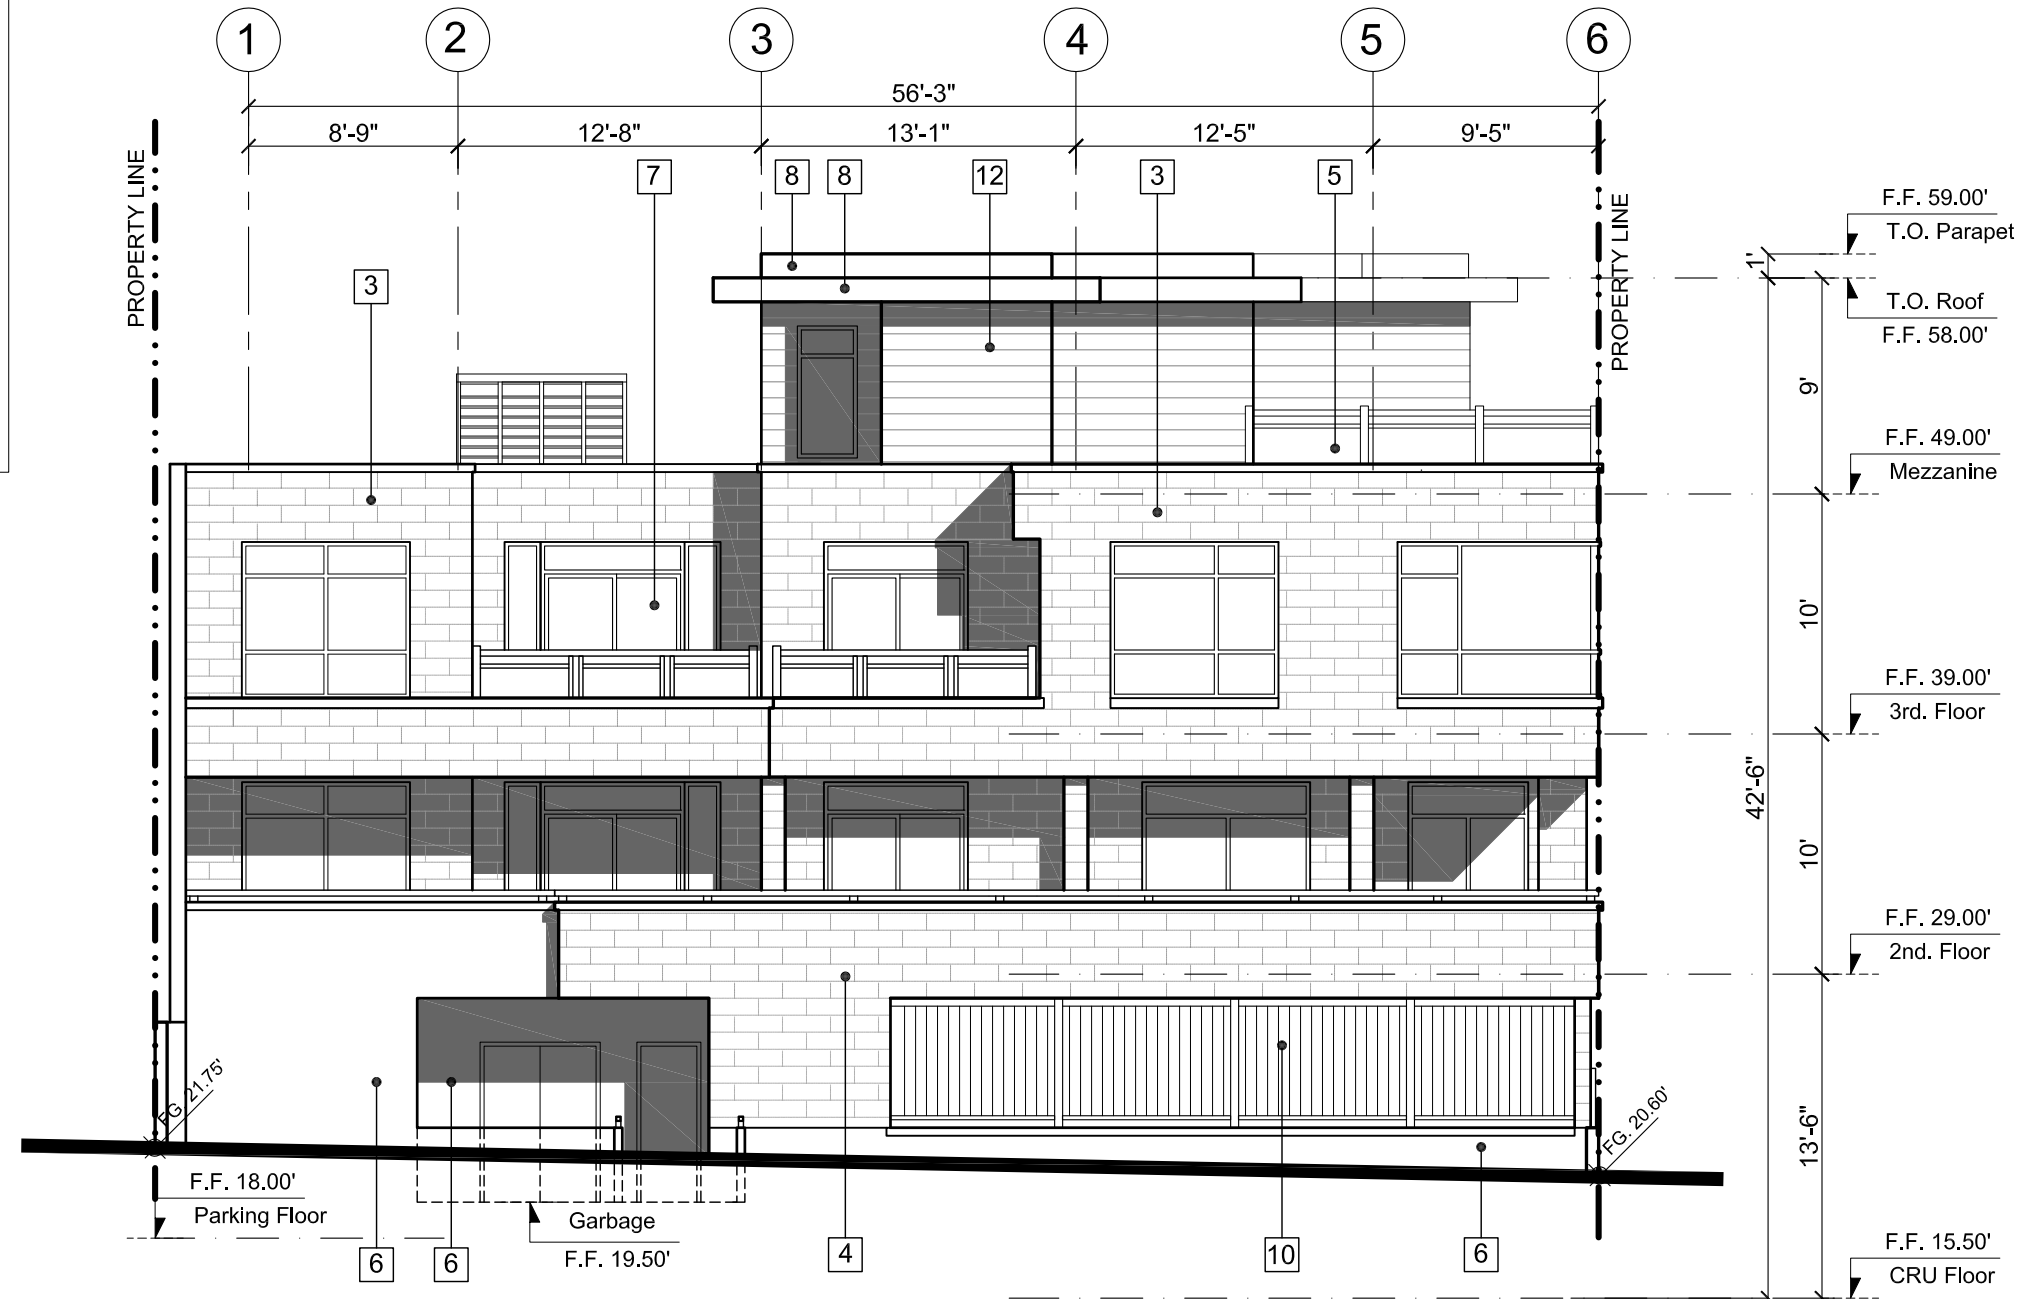 1 2 3 4 5 6
56'-3"
8'-9" 12'-8" 13'-1" 12'-5" 9'-5"
PROPERTY LINE
7 8 8 12 3 5
PROPERTY LINE
F.F. 59.00'
T.O. Parapet
1'
3
T.O. Roof
F.F. 58.00'
9'
F.F. 49.00'
Mezzanine
10'
F.F. 39.00'
3rd. Floor
42'-6"
10'
F.F. 29.00'
2nd. Floor
FG. 21.75'
FG. 20.60'
13'-6"
F.F. 18.00'
Parking Floor
Garbage
F.F. 19.50'
6 6 4 10 6
F.F. 15.50'
CRU Floor